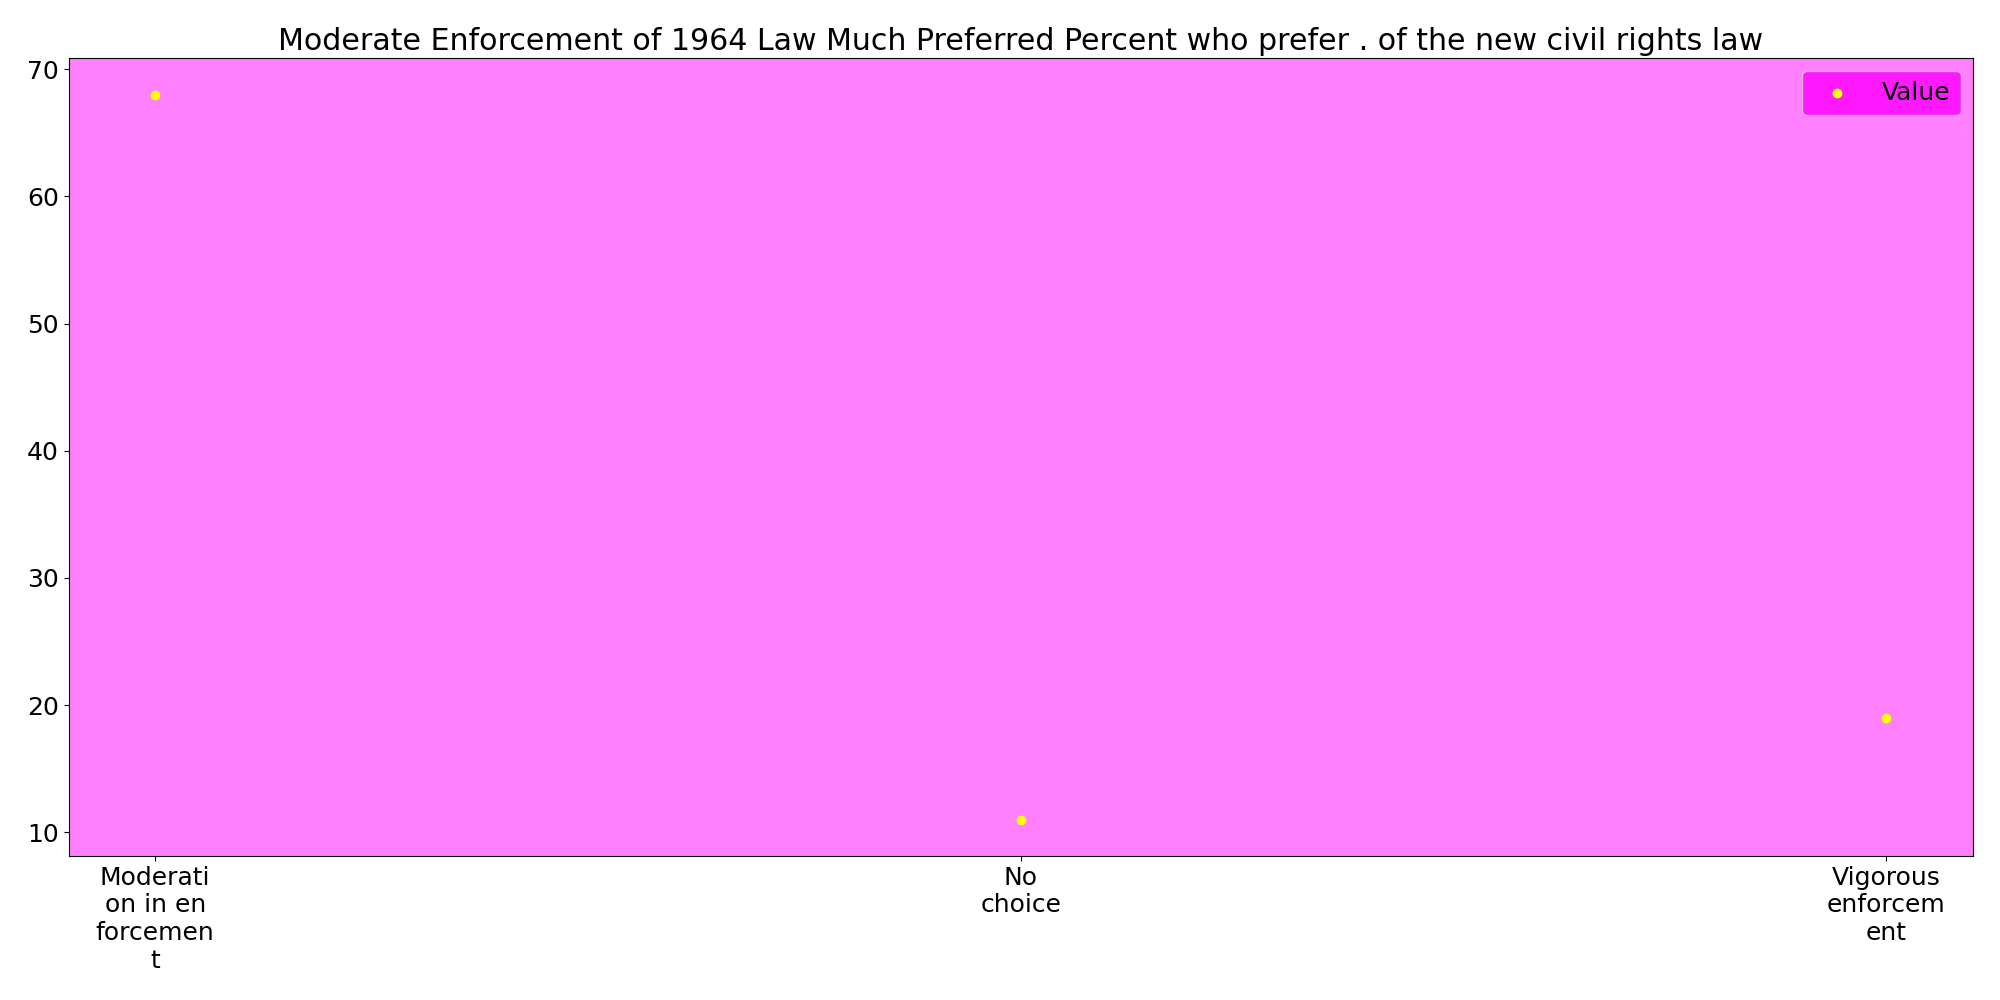 Moderate Enforcement of 1964 Law Much Preferred Percent who prefer . of the new civil rights law
70
60
50
40
30
20
10
Value
Moderati
on in en
forcemen
t
No
choice
Vigorous
enforcem
ent